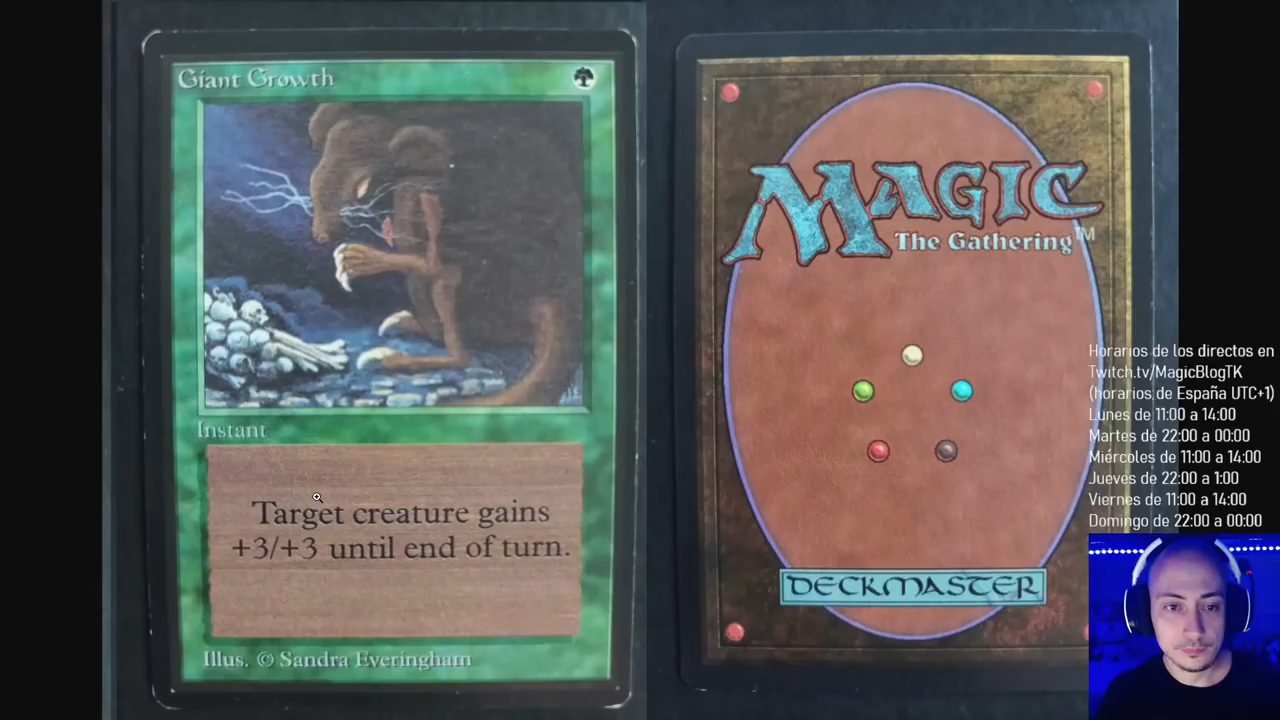 Giant Growth
Instant
Target creature gains
+3/+3 until end of turn.
Illus. © Sandra Everingham
MAGIC
The Gathering™
DECKMASTER
Horarios de los directos en
Twitch.tv/MagicBlogTK
(horarios de España UTC+1)
Lunes de 11:00 a 14:00
Martes de 22:00 a 00:00
Miércoles de 11:00 a 14:00
Jueves de 22:00 a 1:00
Viernes de 11:00 a 14:00
Domingo de 22:00 a 00:00